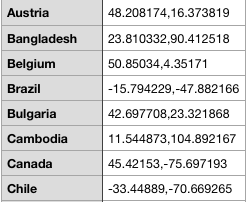 Austria 48.208174,16.373819
Bangladesh 23.810332,90.412518
Belgium 50.85034,4.35171
Brazil -15.794229,-47.882166
Bulgaria 42.697708,23.321868
Cambodia 11.544873,104.892167
Canada 45.42153,-75.697193
Chile -33.44889,-70.669265